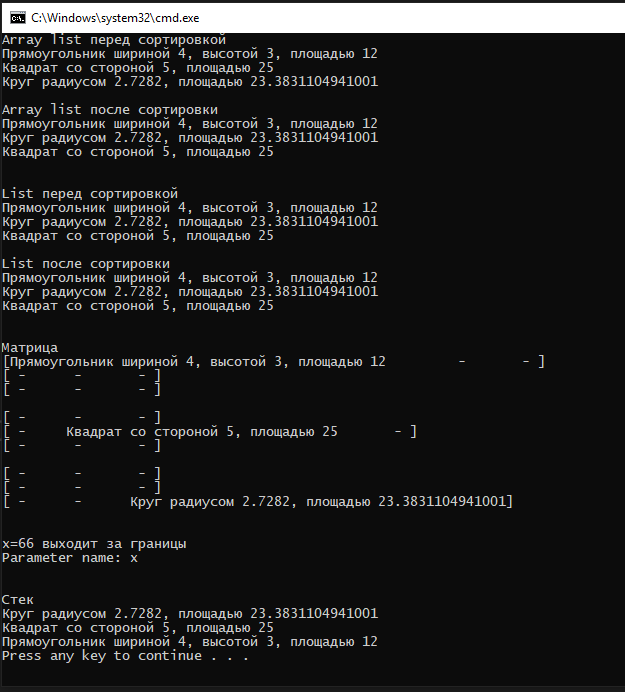 C:\Windows\system32\cmd.exe
Array list перед сортировкой
Прямоугольник шириной 4, высотой 3, площадью 12
Квадрат со стороной 5, площадью 25
Круг радиусом 2.7282, площадью 23.3831104941001
Array list после сортировки
Прямоугольник шириной 4, высотой 3, площадью 12
Круг радиусом 2.7282, площадью 23.3831104941001
Квадрат со стороной 5, площадью 25
List перед сортировкой
Прямоугольник шириной 4, высотой 3, площадью 12
Круг радиусом 2.7282, площадью 23.3831104941001
Квадрат со стороной 5, площадью 25
List после сортировки
Прямоугольник шириной 4, высотой 3, площадью 12
Круг радиусом 2.7282, площадью 23.3831104941001
Квадрат со стороной 5, площадью 25
Матрица
[Прямоугольник шириной 4, высотой 3, площадью 12 - - ]
[ - - - ]
[ - - - ]
[ - - - ]
[ - Квадрат со стороной 5, площадью 25 - ]
[ - - - ]
[ - - - ]
[ - - - ]
[ - - Круг радиусом 2.7282, площадью 23.3831104941001]
x=66 выходит за границы
Parameter name: x
Стек
Круг радиусом 2.7282, площадью 23.3831104941001
Квадрат со стороной 5, площадью 25
Прямоугольник шириной 4, высотой 3, площадью 12
Press any key to continue . . .